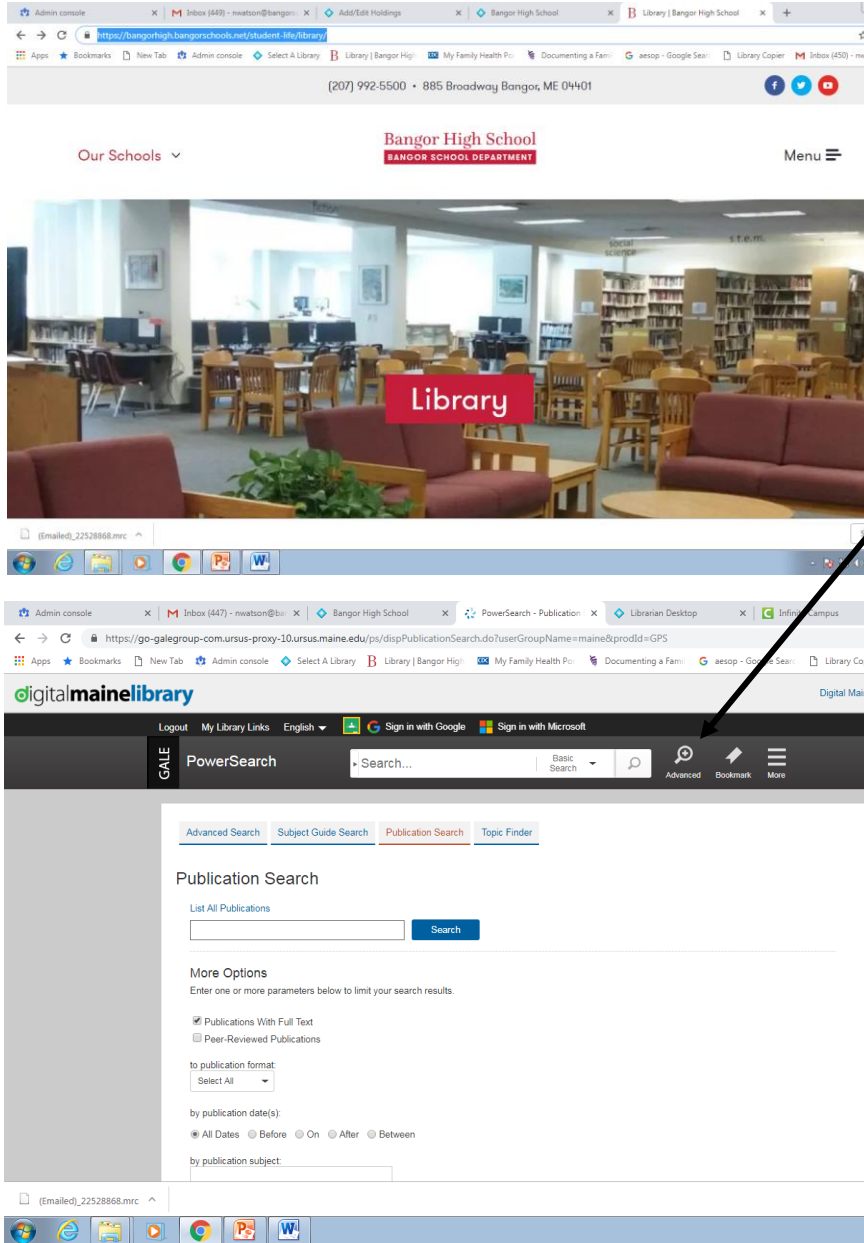 Admin console
Inbox (449) - nwatson@bangors
Add/Edit Holdings
Bangor High School
Library | Bangor High School
https://bangorhigh.bangorschools.net/student-life/library/
Apps Bookmarks New Tab Admin console Select A Library Library | Bangor High My Family Health Po Documenting a Fam aesop - Google Sear Library Copier Inbox (450) - nw
(207) 992-5500 • 885 Broadway Bangor, ME 04401
Our Schools
Bangor High School
BANGOR SCHOOL DEPARTMENT
Menu
fiction
social
science
s.t.e.m.
Library
(Emailed)_22528868.mrc
Admin console
Inbox (447) - nwatson@ba
Bangor High School
PowerSearch - Publication
Librarian Desktop
Infinite Campus
https://go-galegroup-com.ursus-proxy-10.ursus.maine.edu/ps/dispPublicationSearch.do?userGroupName=maine&prodId=GPS
Apps Bookmarks New Tab Admin console Select A Library Library | Bangor High My Family Health Po Documenting a Fam aesop - Google Sear Library Co
digitalmainelibrary
Digital Mai
Logout My Library Links English Sign in with Google Sign in with Microsoft
GALE
PowerSearch
Search...
Basic
Search
Advanced Bookmark More
Advanced Search Subject Guide Search Publication Search Topic Finder
Publication Search
List All Publications
Search
More Options
Enter one or more parameters below to limit your search results.
Publications With Full Text
Peer-Reviewed Publications
to publication format:
Select All
by publication date(s):
All Dates Before On After Between
by publication subject:
(Emailed)_22528868.mrc